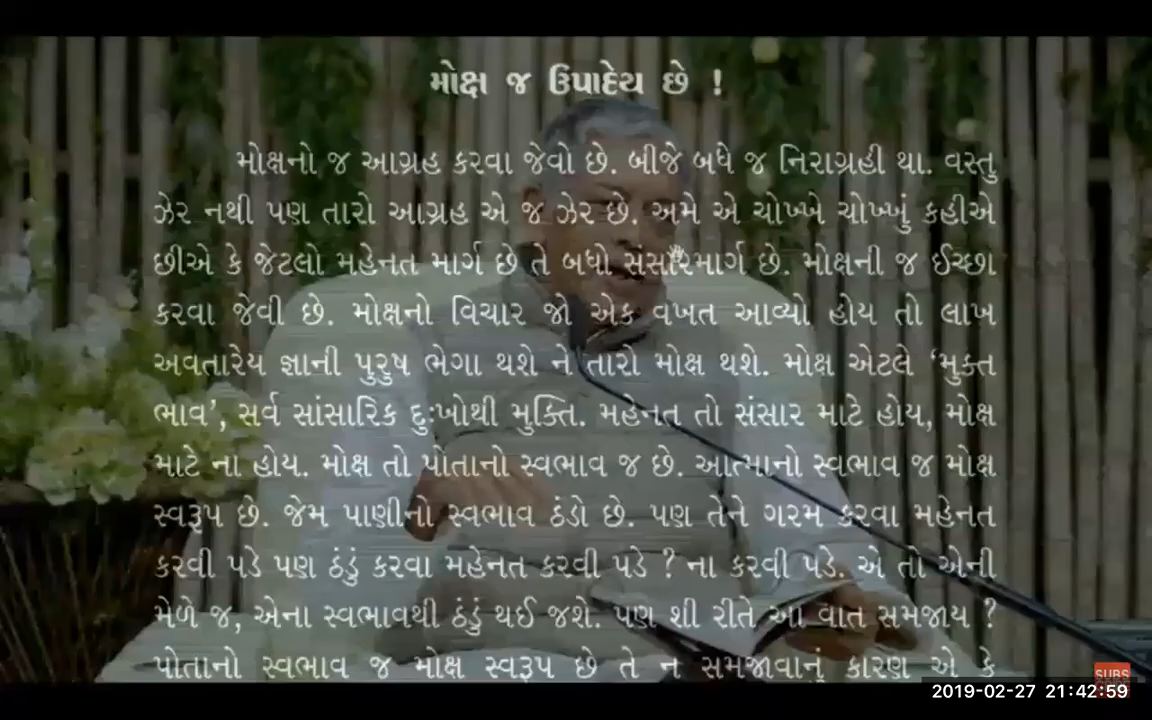 મોક્ષ જ ઉપાદેય છે !
મોક્ષનો જ આગ્રહ કરવા જેવો છે. બીજે બધે જ નિરાગ્રહી થા. વસ્તુ
ઝેર નથી પણ તારો આગ્રહ એ જ ઝેર છે. અમે એ ચોખ્ખે ચોખ્ખું કહીએ
છીએ કે જેટલો મહેનત માર્ગ છે તે બધો સંસારમાર્ગ છે. મોક્ષની જ ઈચ્છા
કરવા જેવી છે. મોક્ષનો વિચાર જો એક વખત આવ્યો હોય તો લાખ
અવતારેય જ્ઞાની પુરુષ ભેગા થશે ને તારો મોક્ષ થશે. મોક્ષ એટલે ‘મુક્ત
ભાવ’, સર્વ સાંસારિક દુઃખોથી મુક્તિ. મહેનત તો સંસાર માટે હોય, મોક્ષ
માટે ના હોય. મોક્ષ તો પોતાનો સ્વભાવ જ છે. આત્માનો સ્વભાવ જ મોક્ષ
સ્વરૂપ છે. જેમ પાણીનો સ્વભાવ ઠંડો છે. પણ તેને ગરમ કરવા મહેનત
કરવી પડે પણ ઠંડું કરવા મહેનત કરવી પડે ? ના કરવી પડે. એ તો એની
મેળે જ, એના સ્વભાવથી ઠંડું થઈ જશે. પણ શી રીતે આ વાત સમજાય ?
પોતાનો સ્વભાવ જ મોક્ષ સ્વરૂપ છે તે ન સમજાવાનું કારણ એ કે
SUBS
2019-02-27 21:42:59